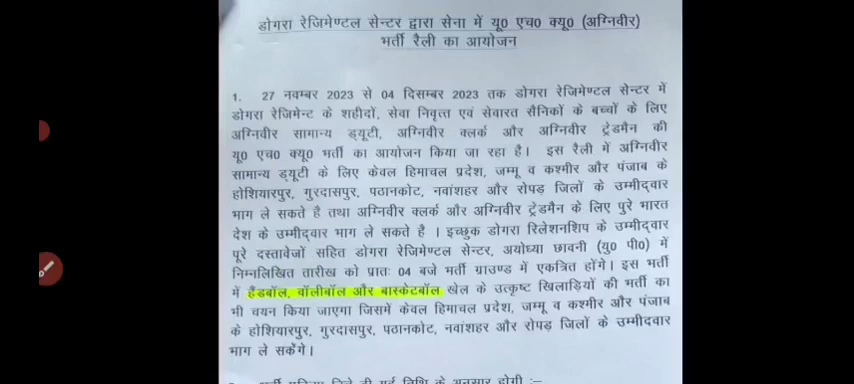 डोगरा रेजिमेण्टल सेन्टर द्वारा सेना में यू0 एच0 क्यू0 (अग्निवीर)
भर्ती रैली का आयोजन
1. 27 नवम्बर 2023 से 04 दिसम्बर 2023 तक डोगरा रेजिमेण्टल सेन्टर में
डोगरा रेजिमेन्ट के शहीदों, सेवा निवृत्त एवं सेवारत सैनिकों के बच्चों के लिए
अग्निवीर सामान्य ड्यूटी, अग्निवीर क्लर्क और अग्निवीर ट्रेडमैन की
यू0 एच0 क्यू0 भर्ती का आयोजन किया जा रहा है। इस रैली में अग्निवीर
सामान्य ड्यूटी के लिए केवल हिमाचल प्रदेश, जम्मू व कश्मीर और पंजाब के
होशियारपुर, गुरदासपुर, पठानकोट, नवांशहर और रोपड़ जिलों के उम्मीदवार
भाग ले सकते है तथा अग्निवीर क्लर्क और अग्निवीर ट्रेडमैन के लिए पुरे भारत
देश के उम्मीदवार भाग ले सकते है । इच्छुक डोगरा रिलेशनशिप के उम्मीदवार
पूरे दस्तावेजों सहित डोगरा रेजिमेण्टल सेन्टर, अयोध्या छावनी (यु0 पी0) में
निम्नलिखित तारीख को प्रातः 04 बजे भर्ती ग्राउण्ड में एकत्रित होंगे। इस भर्ती
में हैंडबॉल, वॉलीबॉल और बास्केटबॉल खेल के उत्कृष्ट खिलाड़ियों की भर्ती का
भी चयन किया जाएगा जिसमें केवल हिमाचल प्रदेश, जम्मू व कश्मीर और पंजाब
के होशियारपुर, गुरदासपुर, पठानकोट, नवांशहर और रोपड़ जिलों के उम्मीदवार
भाग ले सकेंगे।
के अनुसार होगी :–